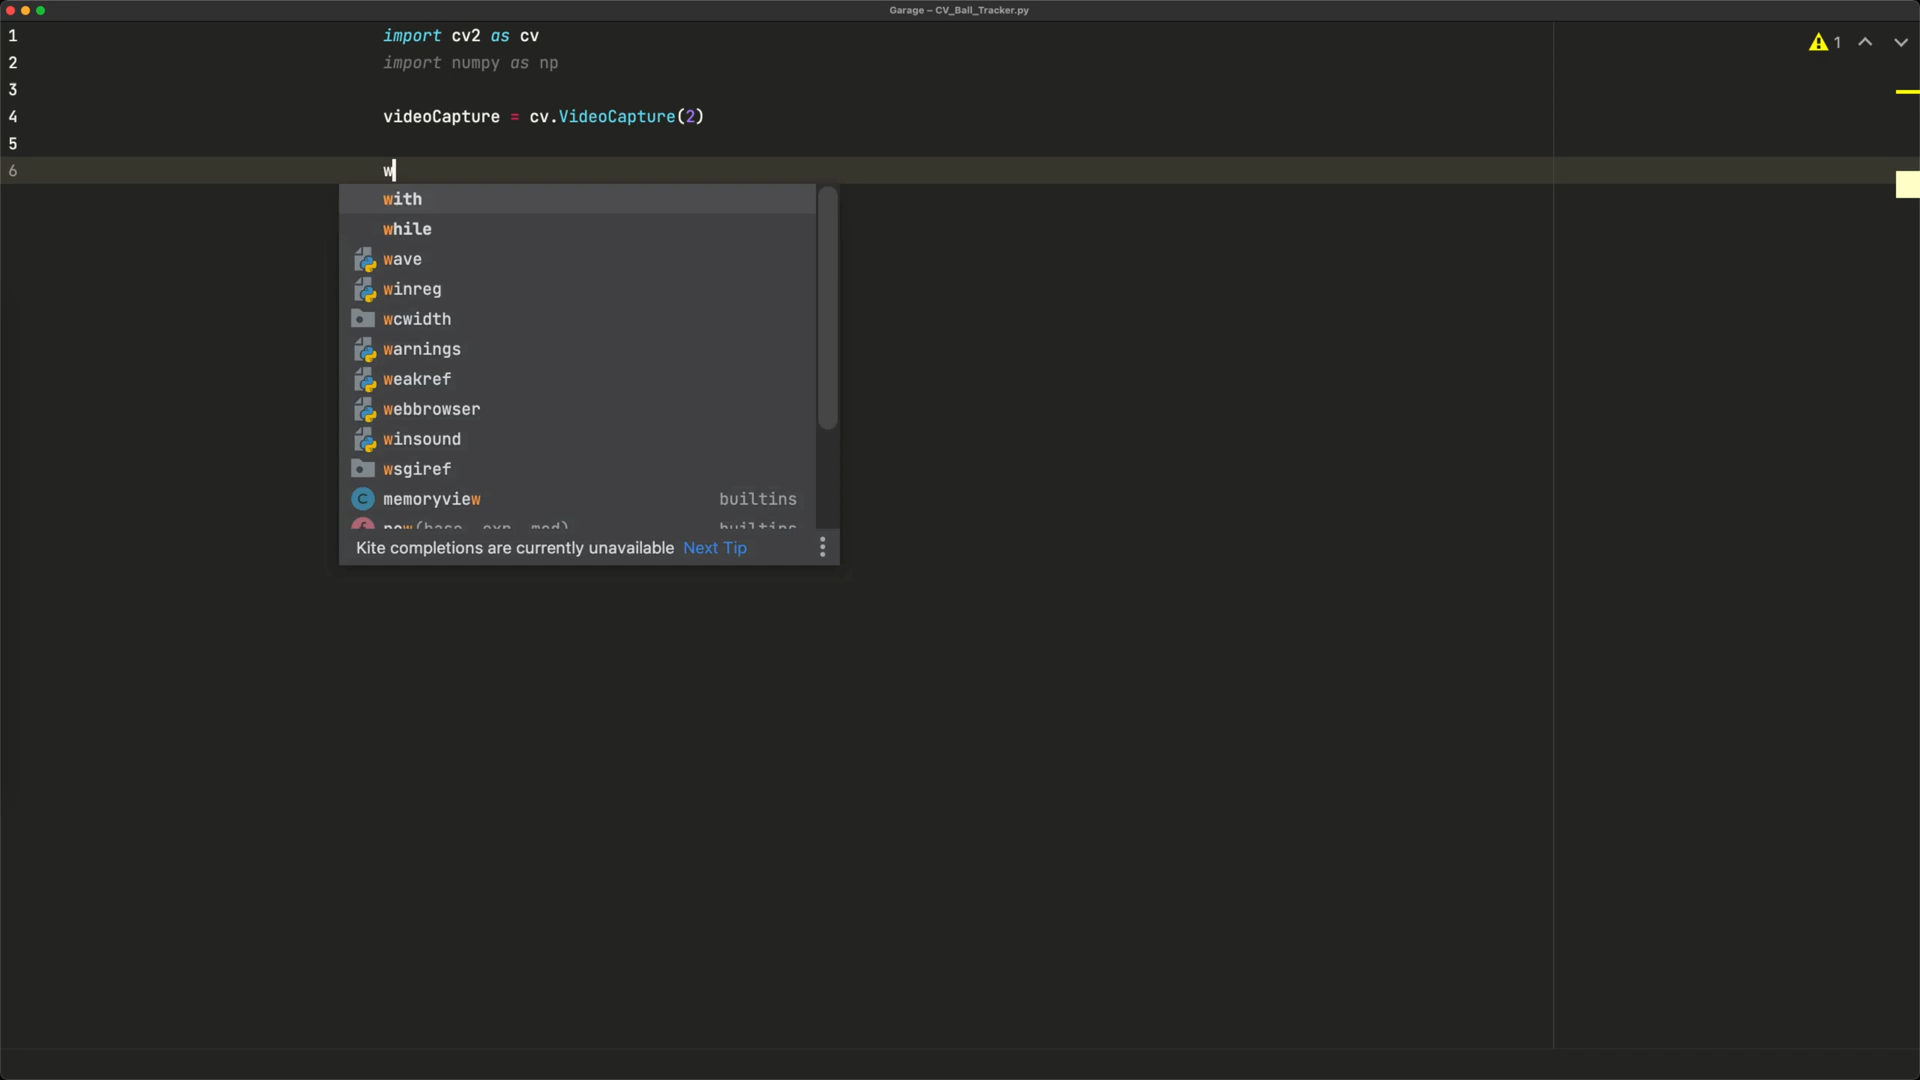 Garage – CV_Ball_Tracker.py
1 import cv2 as cv
2 import numpy as np
3
4 videoCapture = cv.VideoCapture(2)
5
6 w
1
with
while
wave
winreg
wcwidth
warnings
weakref
webbrowser
winsound
wsgiref
memoryview builtins
pow(base, exp, mod) builtins
Kite completions are currently unavailable Next Tip